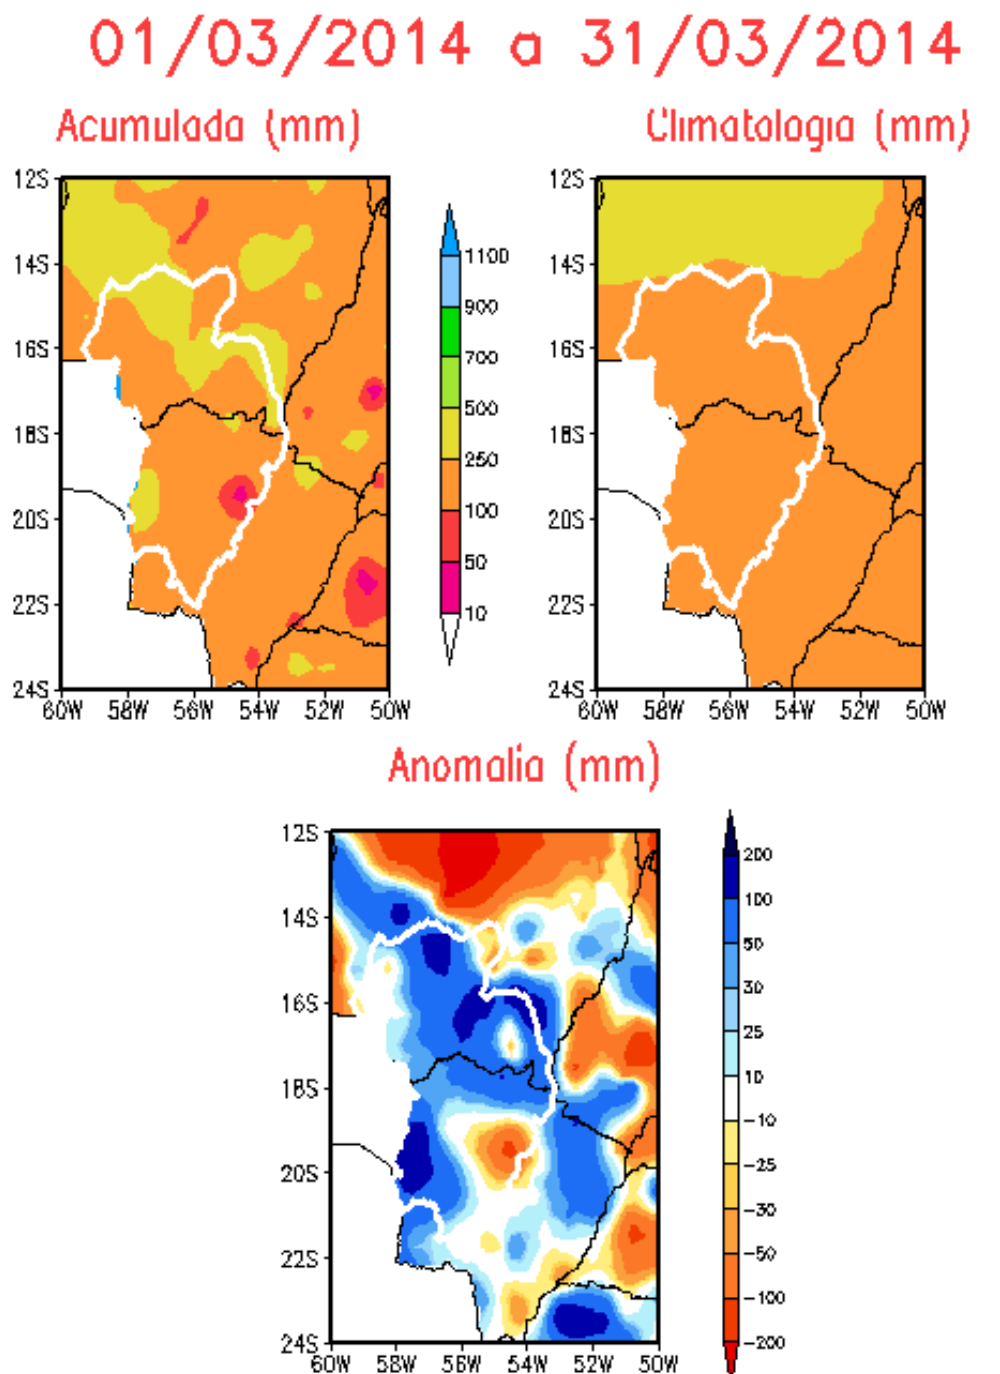 01/03/2014 a 31/03/2014
Acumulada (mm)
Climatologia (mm)
12S
14S
16S
18S
20S
22S
24S
60W 58W 56W 54W 52W 50W
1100
900
700
500
250
100
50
10
12S
14S
16S
18S
20S
22S
24S
60W 58W 56W 54W 52W 50W
Anomalia (mm)
12S
14S
16S
18S
20S
22S
24S
60W 58W 56W 54W 52W 50W
200
100
50
30
25
10
-10
-25
-30
-50
-100
-200